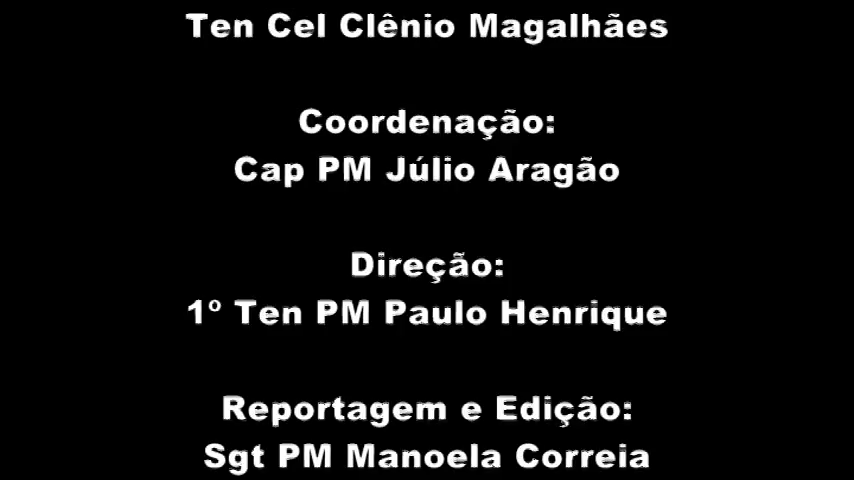 Ten Cel Clênio Magalhães
Coordenação:
Cap PM Júlio Aragão
Direção:
1º Ten PM Paulo Henrique
Reportagem e Edição:
Sgt PM Manoela Correia